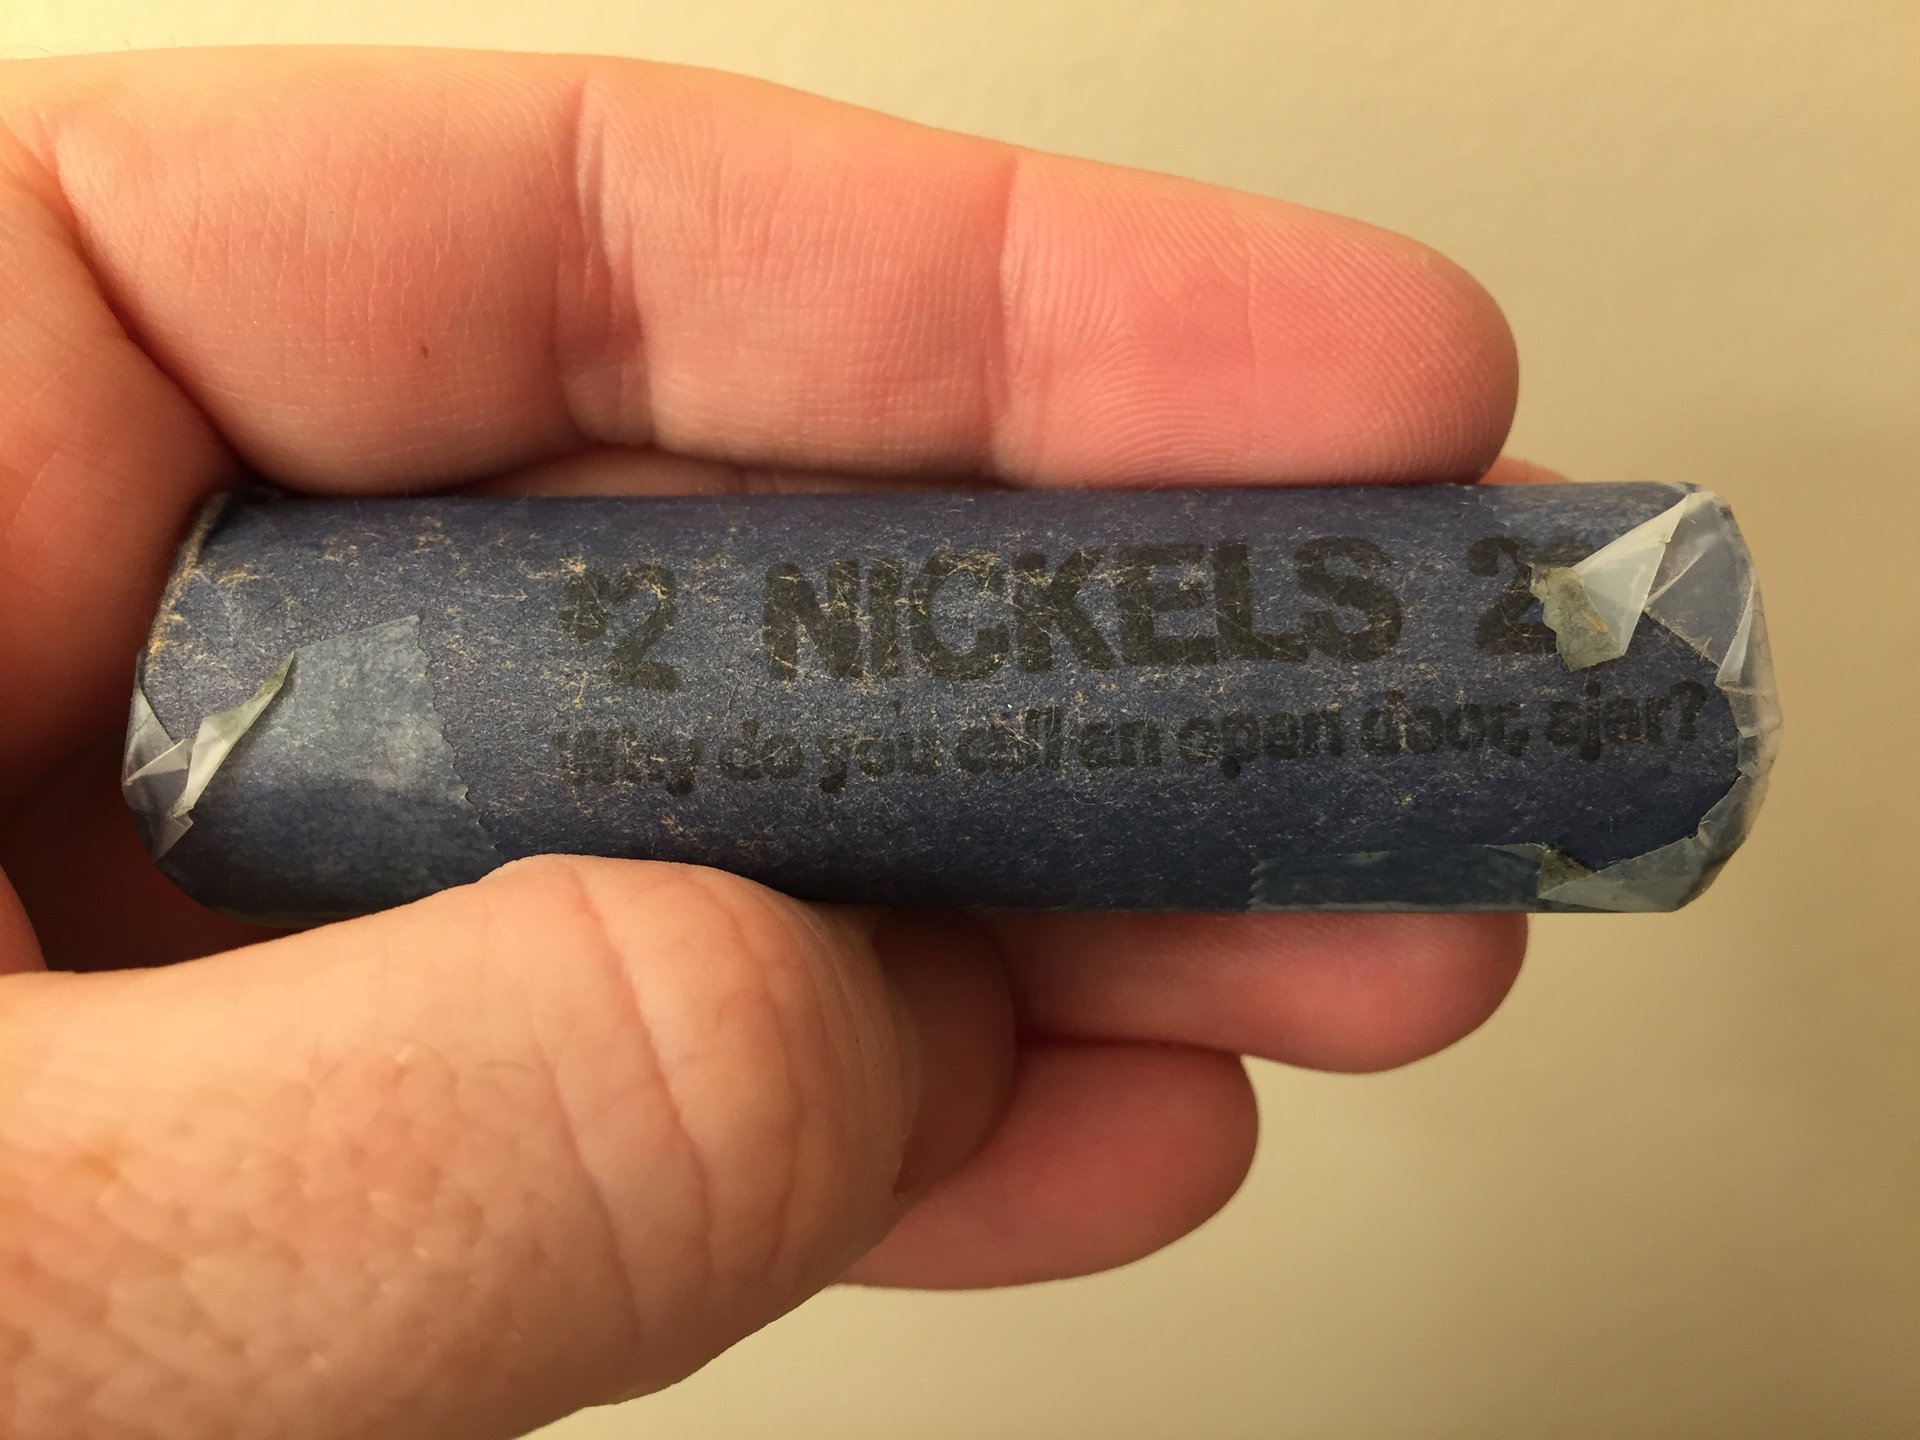 $2 NICKELS 2
Why do you call an open door, ajar?